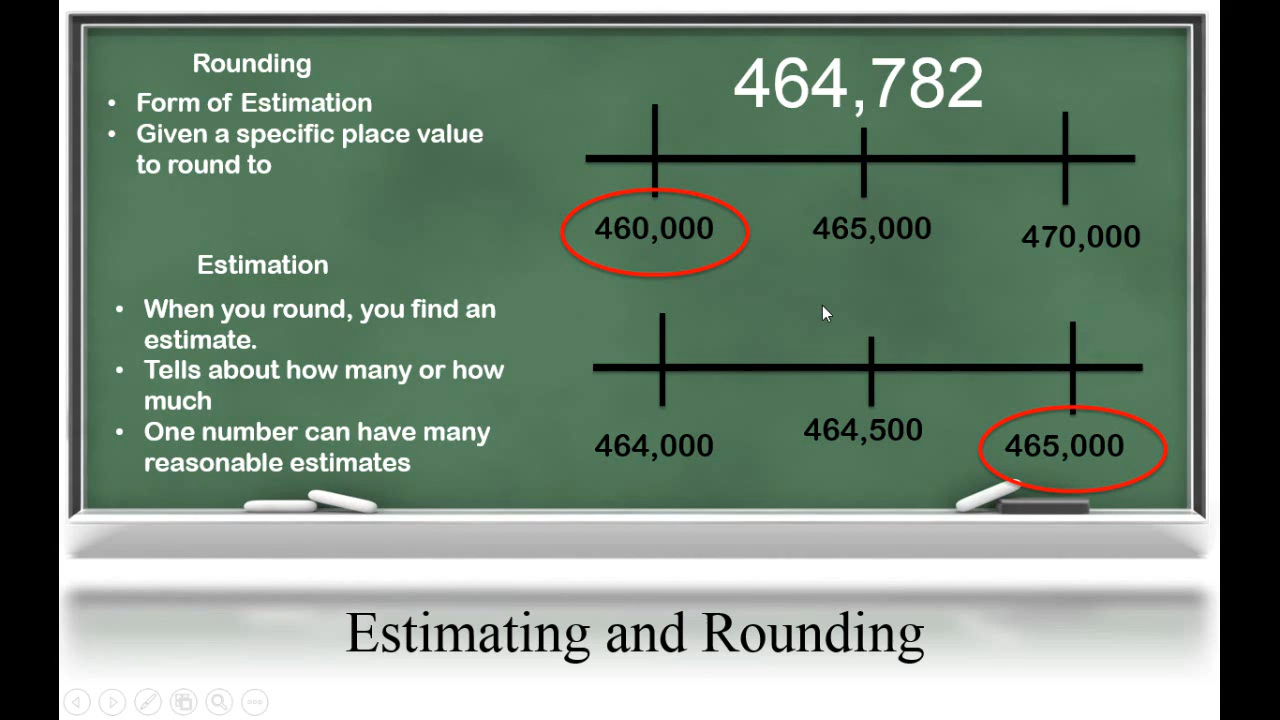 Rounding
• Form of Estimation
• Given a specific place value
to round to
Estimation
• When you round, you find an
estimate.
• Tells about how many or how
much
• One number can have many
reasonable estimates
464,782
460,000 465,000 470,000
464,000 464,500 465,000
Estimating and Rounding